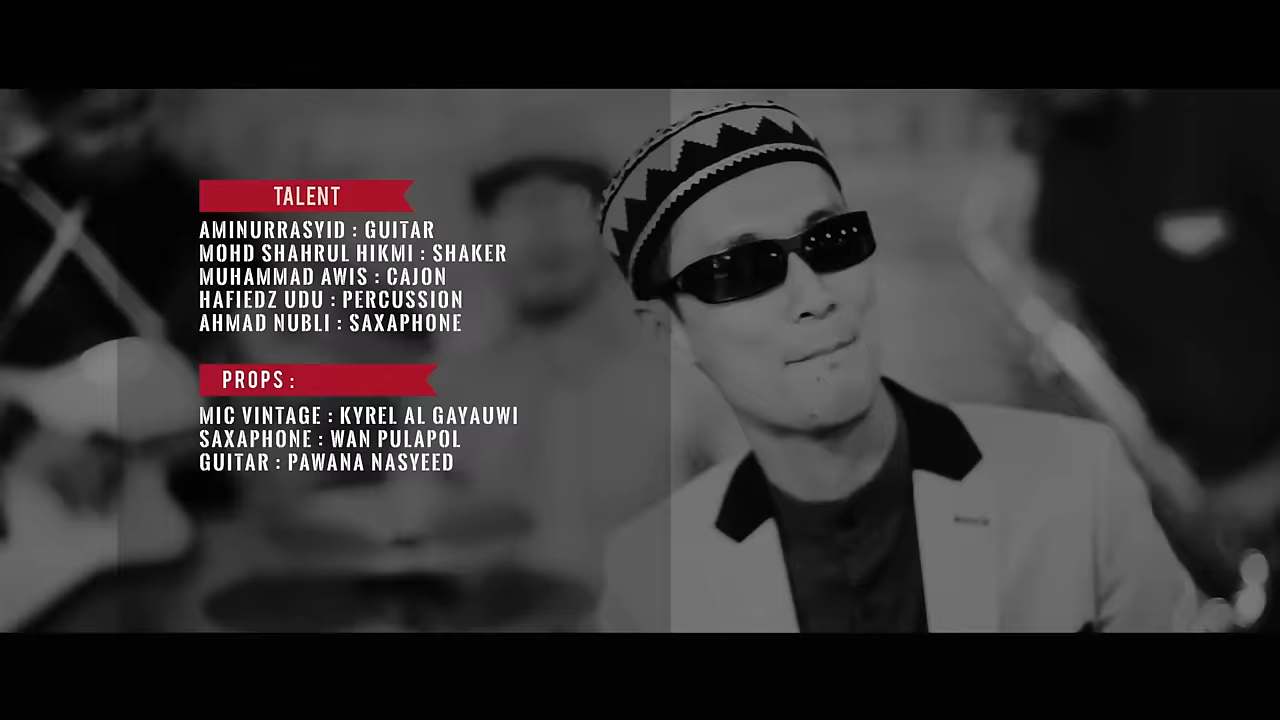 TALENT
AMINURRASYID : GUITAR
MOHD SHAHRUL HIKMI : SHAKER
MUHAMMAD AWIS : CAJON
HAFIEDZ UDU : PERCUSSION
AHMAD NUBLI : SAXAPHONE
PROPS :
MIC VINTAGE : KYREL AL GAYAUWI
SAXAPHONE : WAN PULAPOL
GUITAR : PAWANA NASYEED